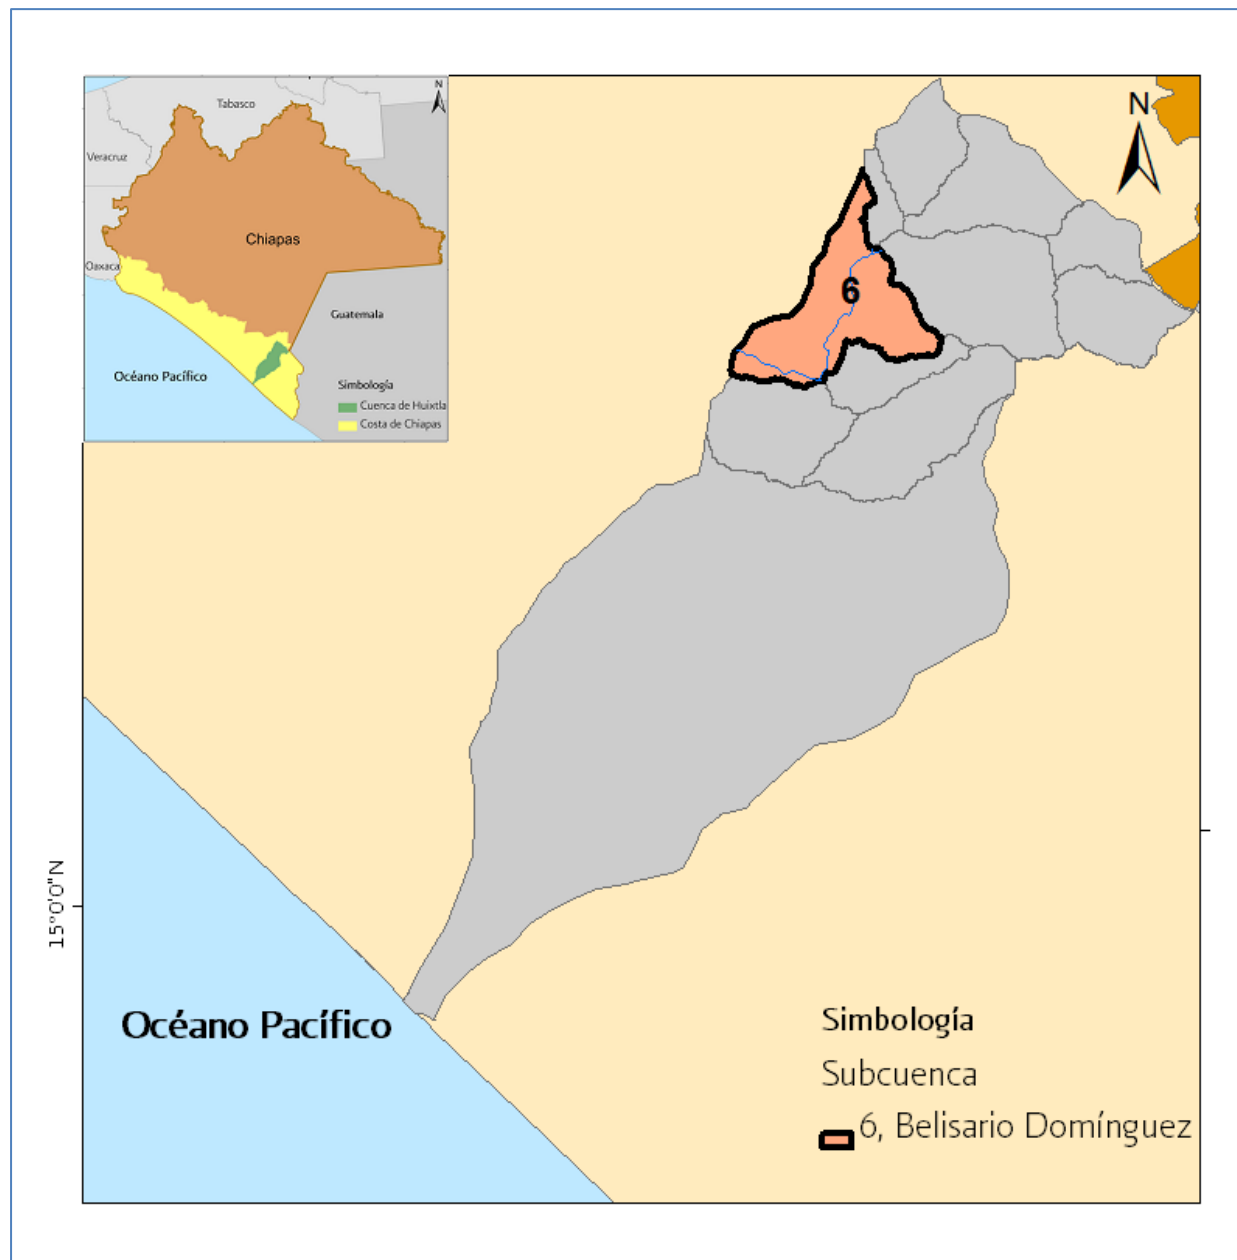 N
Tabasco
Veracruz
Chiapas
Oaxaca
Guatemala
Océano Pacífico
Simbología
Cuenca de Huixtla
Costa de Chiapas
N
6
15°0'0"N
Océano Pacífico
Simbología
Subcuenca
6, Belisario Domínguez